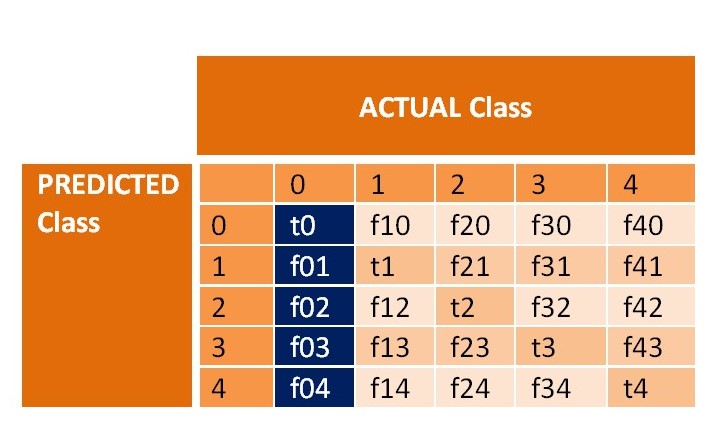 ACTUAL Class
PREDICTED
Class
0 1 2 3 4
0 t0 f10 f20 f30 f40
1 f01 t1 f21 f31 f41
2 f02 f12 t2 f32 f42
3 f03 f13 f23 t3 f43
4 f04 f14 f24 f34 t4